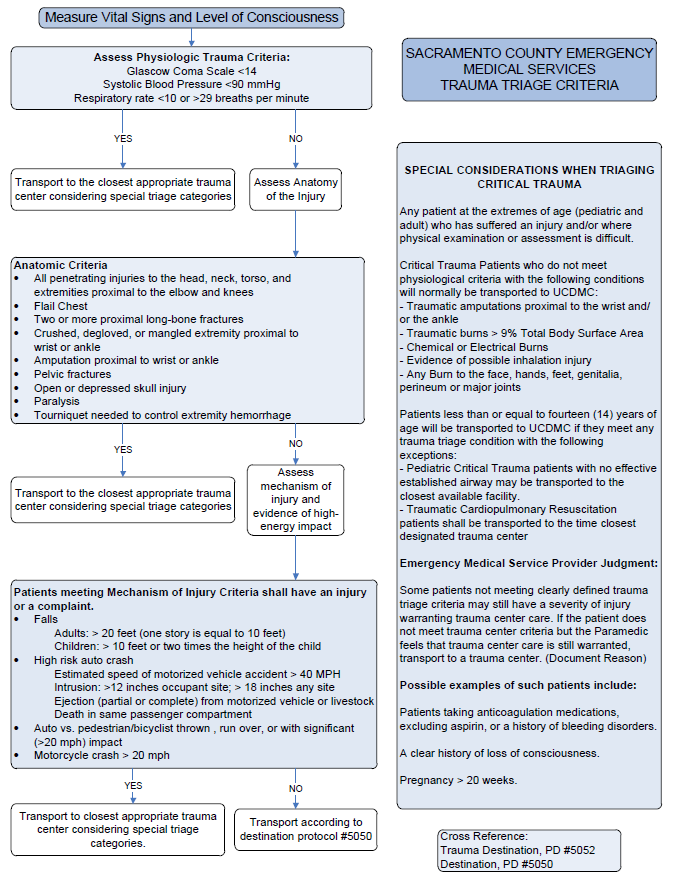 Measure Vital Signs and Level of Consciousness
Assess Physiologic Trauma Criteria:
Glascow Coma Scale <14
Systolic Blood Pressure <90 mmHg
Respiratory rate <10 or >29 breaths per minute
YES
NO
Transport to the closest appropriate trauma
center considering special triage categories
Assess Anatomy
of the Injury
Anatomic Criteria
• All penetrating injuries to the head, neck, torso, and
extremities proximal to the elbow and knees
• Flail Chest
• Two or more proximal long-bone fractures
• Crushed, degloved, or mangled extremity proximal to
wrist or ankle
• Amputation proximal to wrist or ankle
• Pelvic fractures
• Open or depressed skull injury
• Paralysis
• Tourniquet needed to control extremity hemorrhage
YES
NO
Transport to the closest appropriate trauma
center considering special triage categories
Assess
mechanism of
injury and
evidence of high-
energy impact
Patients meeting Mechanism of Injury Criteria shall have an injury
or a complaint.
• Falls
Adults: > 20 feet (one story is equal to 10 feet)
Children: > 10 feet or two times the height of the child
• High risk auto crash
Estimated speed of motorized vehicle accident > 40 MPH
Intrusion: >12 inches occupant site; > 18 inches any site
Ejection (partial or complete) from motorized vehicle or livestock
Death in same passenger compartment
• Auto vs. pedestrian/bicyclist thrown , run over, or with significant
(>20 mph) impact
• Motorcycle crash > 20 mph
YES
NO
Transport to closest appropriate trauma
center considering special triage
categories.
Transport according to
destination protocol #5050
SACRAMENTO COUNTY EMERGENCY
MEDICAL SERVICES
TRAUMA TRIAGE CRITERIA
SPECIAL CONSIDERATIONS WHEN TRIAGING
CRITICAL TRAUMA
Any patient at the extremes of age (pediatric and
adult) who has suffered an injury and/or where
physical examination or assessment is difficult.
Critical Trauma Patients who do not meet
physiological criteria with the following conditions
will normally be transported to UCDMC:
- Traumatic amputations proximal to the wrist and/
or the ankle
- Traumatic burns > 9% Total Body Surface Area
- Chemical or Electrical Burns
- Evidence of possible inhalation injury
- Any Burn to the face, hands, feet, genitalia,
perineum or major joints
Patients less than or equal to fourteen (14) years of
age will be transported to UCDMC if they meet any
trauma triage condition with the following
exceptions:
- Pediatric Critical Trauma patients with no effective
established airway may be transported to the
closest available facility.
- Traumatic Cardiopulmonary Resuscitation
patients shall be transported to the time closest
designated trauma center
Emergency Medical Service Provider Judgment:
Some patients not meeting clearly defined trauma
triage criteria may still have a severity of injury
warranting trauma center care. If the patient does
not meet trauma center criteria but the Paramedic
feels that trauma center care is still warranted,
transport to a trauma center. (Document Reason)
Possible examples of such patients include:
Patients taking anticoagulation medications,
excluding aspirin, or a history of bleeding disorders.
A clear history of loss of consciousness.
Pregnancy > 20 weeks.
Cross Reference:
Trauma Destination, PD #5052
Destination, PD #5050